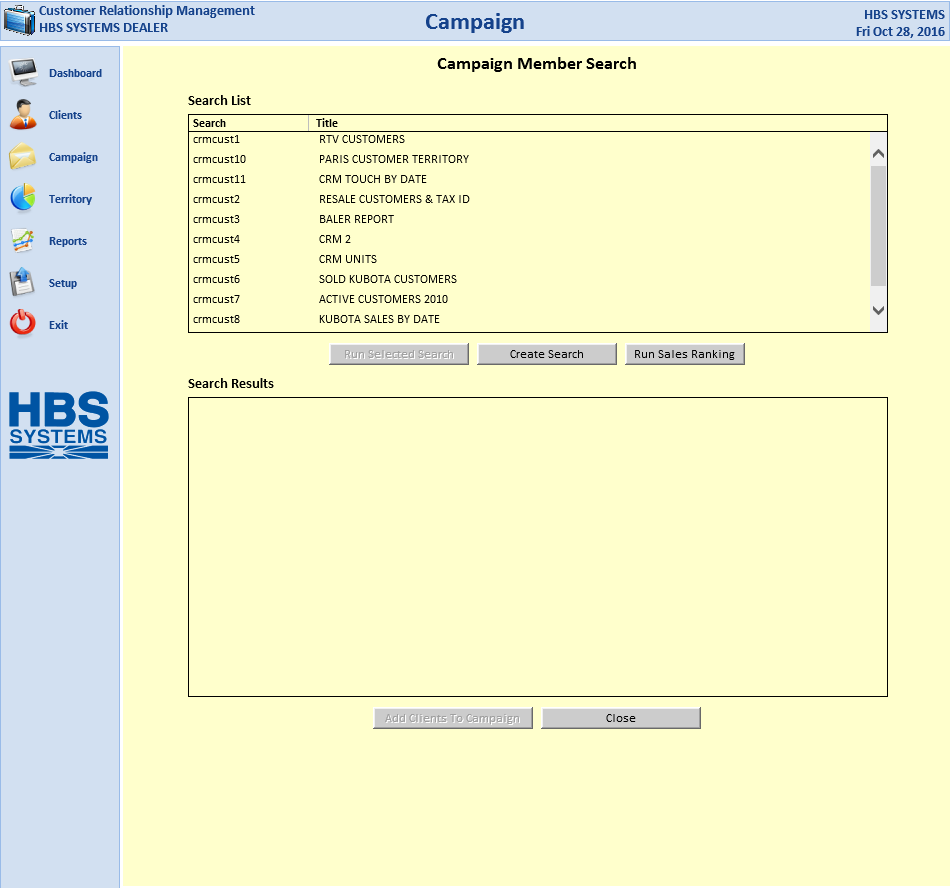 Customer Relationship Management
HBS SYSTEMS DEALER
Campaign
HBS SYSTEMS
Fri Oct 28, 2016
Dashboard
Clients
Campaign
Territory
Reports
Setup
Exit
HBS
SYSTEMS
Campaign Member Search
Search List
Search Title
crmcust1 RTV CUSTOMERS
crmcust10 PARIS CUSTOMER TERRITORY
crmcust11 CRM TOUCH BY DATE
crmcust2 RESALE CUSTOMERS & TAX ID
crmcust3 BALER REPORT
crmcust4 CRM 2
crmcust5 CRM UNITS
crmcust6 SOLD KUBOTA CUSTOMERS
crmcust7 ACTIVE CUSTOMERS 2010
crmcust8 KUBOTA SALES BY DATE
Run Selected Search Create Search Run Sales Ranking
Search Results
Add Clients To Campaign Close